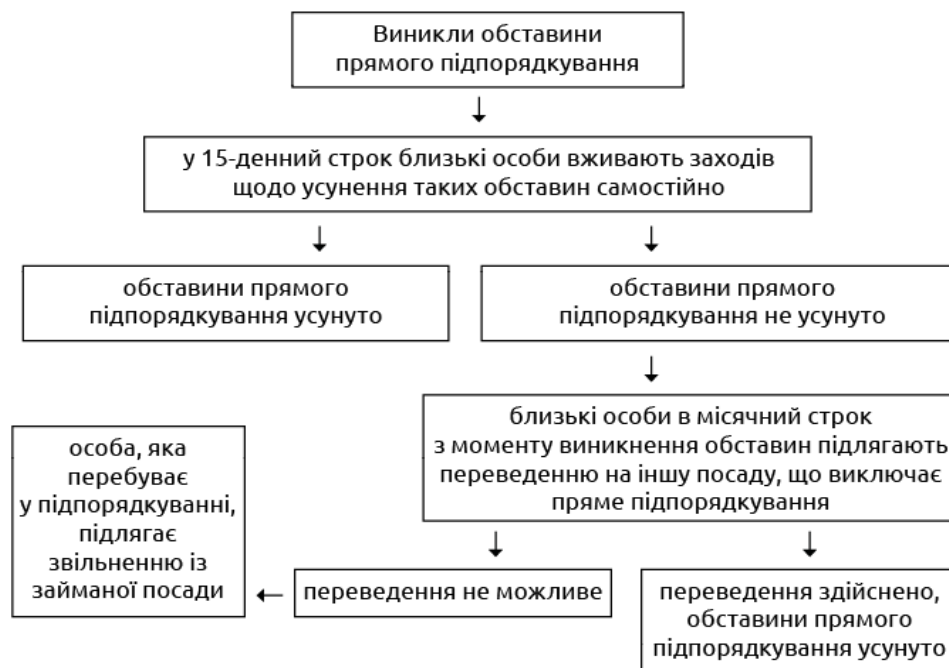 Виникли обставини
прямого підпорядкування
у 15-денний строк близькі особи вживають заходів
щодо усунення таких обставин самостійно
обставини прямого
підпорядкування усунуто
обставини прямого
підпорядкування не усунуто
близькі особи в місячний строк
з моменту виникнення обставин підлягають
переведенню на іншу посаду, що виключає
пряме підпорядкування
особа, яка
перебуває
у підпорядкуванні,
підлягає
звільненню із
займаної посади
переведення не можливе
переведення здійснено,
обставини прямого
підпорядкування усунуто